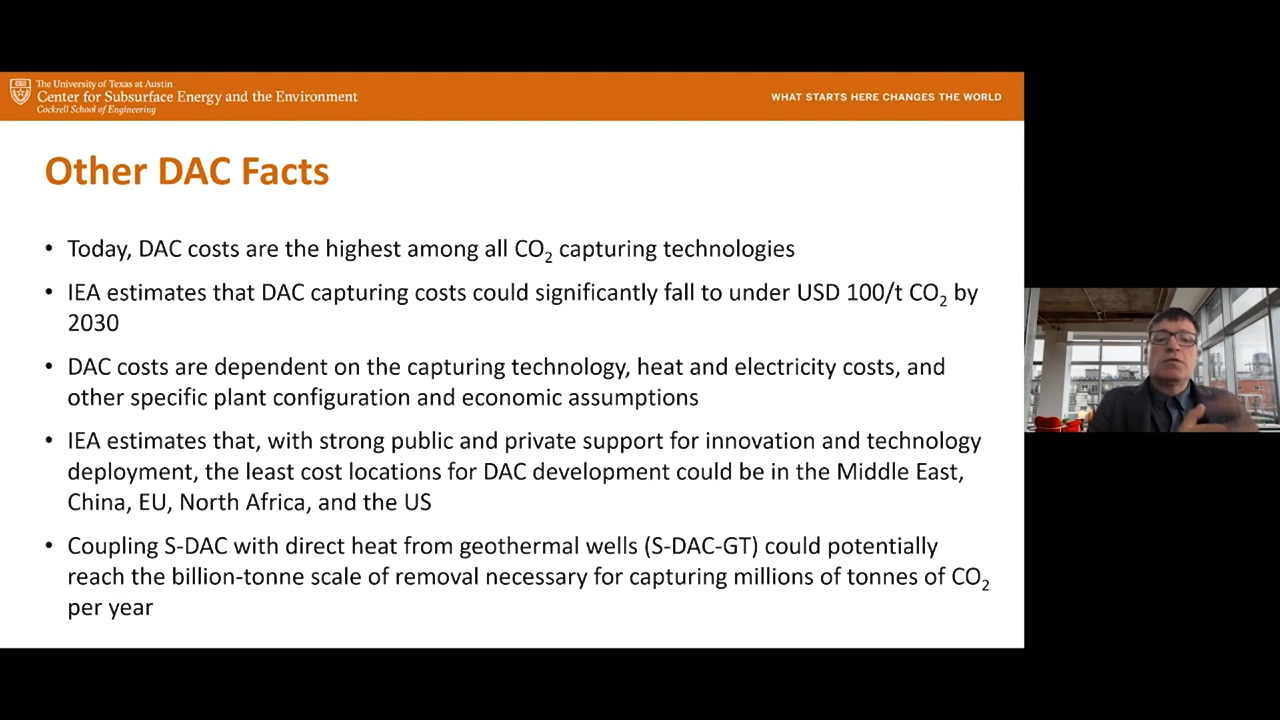 The University of Texas at Austin
Center for Subsurface Energy and the Environment
Cockrell School of Engineering
WHAT STARTS HERE CHANGES THE WORLD
Other DAC Facts
• Today, DAC costs are the highest among all CO₂ capturing technologies
• IEA estimates that DAC capturing costs could significantly fall to under USD 100/t CO₂ by
2030
• DAC costs are dependent on the capturing technology, heat and electricity costs, and
other specific plant configuration and economic assumptions
• IEA estimates that, with strong public and private support for innovation and technology
deployment, the least cost locations for DAC development could be in the Middle East,
China, EU, North Africa, and the US
• Coupling S-DAC with direct heat from geothermal wells (S-DAC-GT) could potentially
reach the billion-tonne scale of removal necessary for capturing millions of tonnes of CO₂
per year